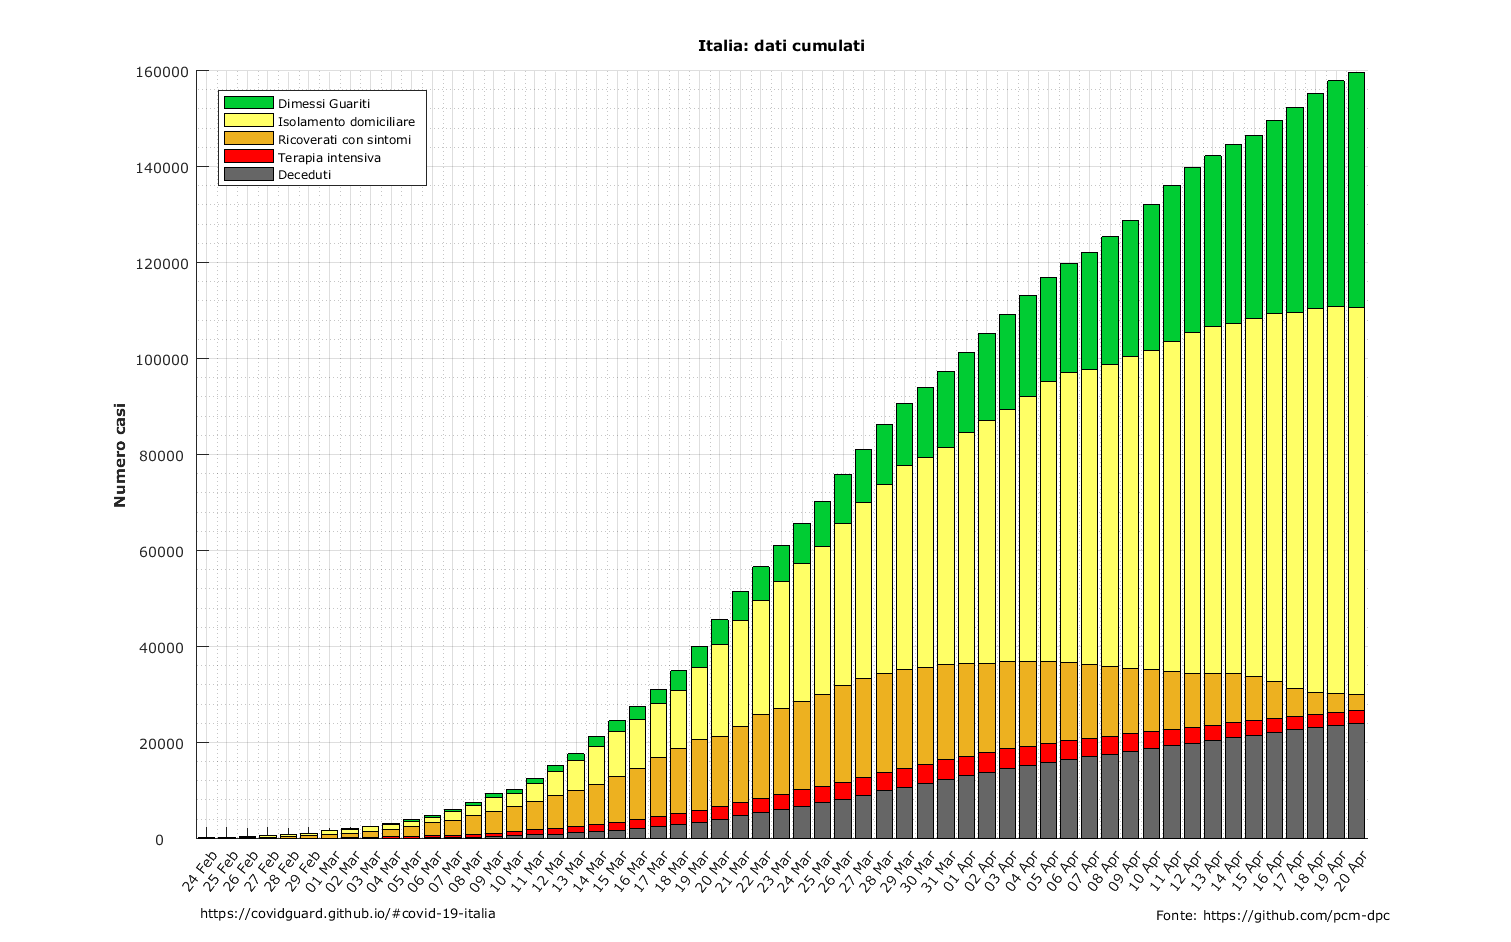 Italia: dati cumulati
Numero casi
160000
140000
120000
100000
80000
60000
40000
20000
0
Dimessi Guariti
Isolamento domiciliare
Ricoverati con sintomi
Terapia intensiva
Deceduti
24 Feb
25 Feb
26 Feb
27 Feb
28 Feb
29 Feb
01 Mar
02 Mar
03 Mar
04 Mar
05 Mar
06 Mar
07 Mar
08 Mar
09 Mar
10 Mar
11 Mar
12 Mar
13 Mar
14 Mar
15 Mar
16 Mar
17 Mar
18 Mar
19 Mar
20 Mar
21 Mar
22 Mar
23 Mar
24 Mar
25 Mar
26 Mar
27 Mar
28 Mar
29 Mar
30 Mar
31 Mar
01 Apr
02 Apr
03 Apr
04 Apr
05 Apr
06 Apr
07 Apr
08 Apr
09 Apr
10 Apr
11 Apr
12 Apr
13 Apr
14 Apr
15 Apr
16 Apr
17 Apr
18 Apr
19 Apr
20 Apr
https://covidguard.github.io/#covid-19-italia
Fonte: https://github.com/pcm-dpc